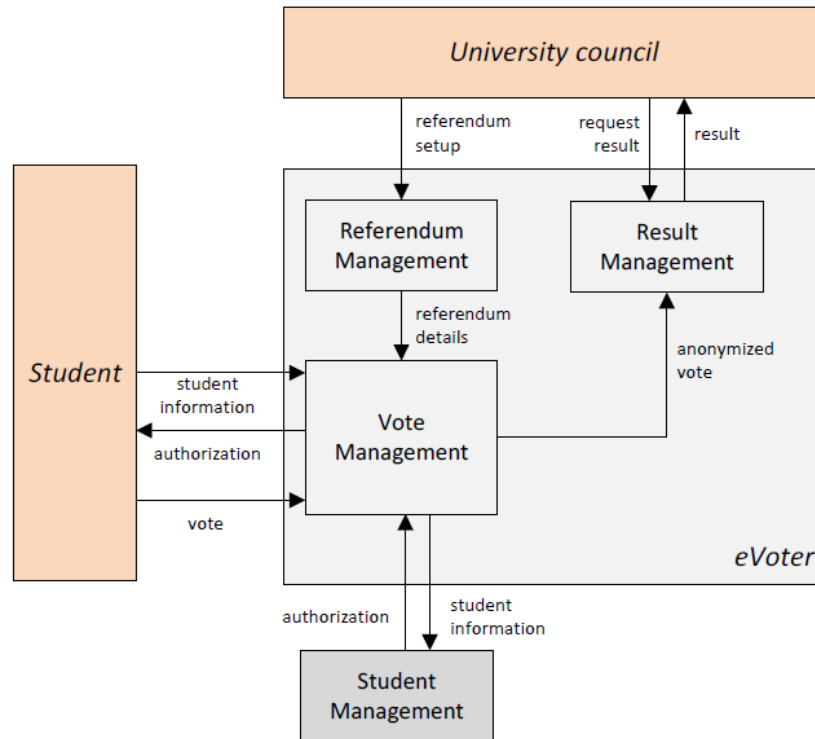 University council
referendum
setup
request
result
result
Referendum
Management
Result
Management
referendum
details
anonymized
vote
Student
student
information
authorization
vote
Vote
Management
eVoter
authorization
student
information
Student
Management